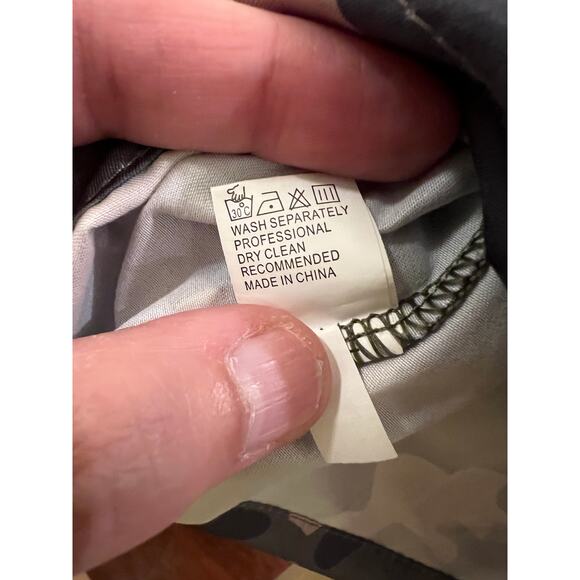 30°C
WASH SEPARATELY
PROFESSIONAL
DRY CLEAN
RECOMMENDED
MADE IN CHINA